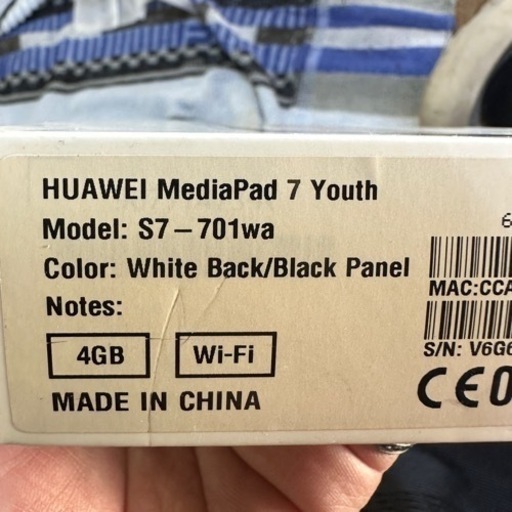 HUAWEI MediaPad 7 Youth
Model: S7-701wa
Color: White Back/Black Panel
Notes:
4GB
Wi-Fi
MADE IN CHINA
MAC:CCA
S/N: V6G6
CE0